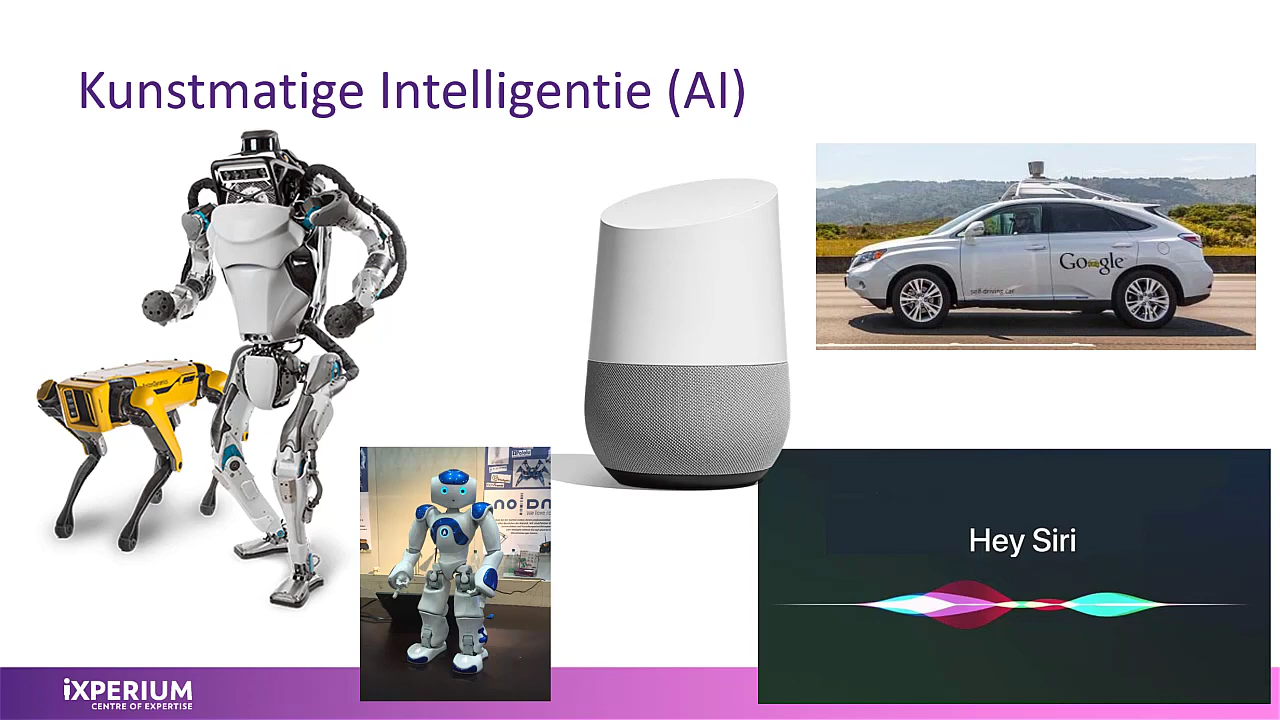 Kunstmatige Intelligentie (AI)
Google
self-driving car
Hey Siri
iXPERIUM
CENTRE OF EXPERTISE